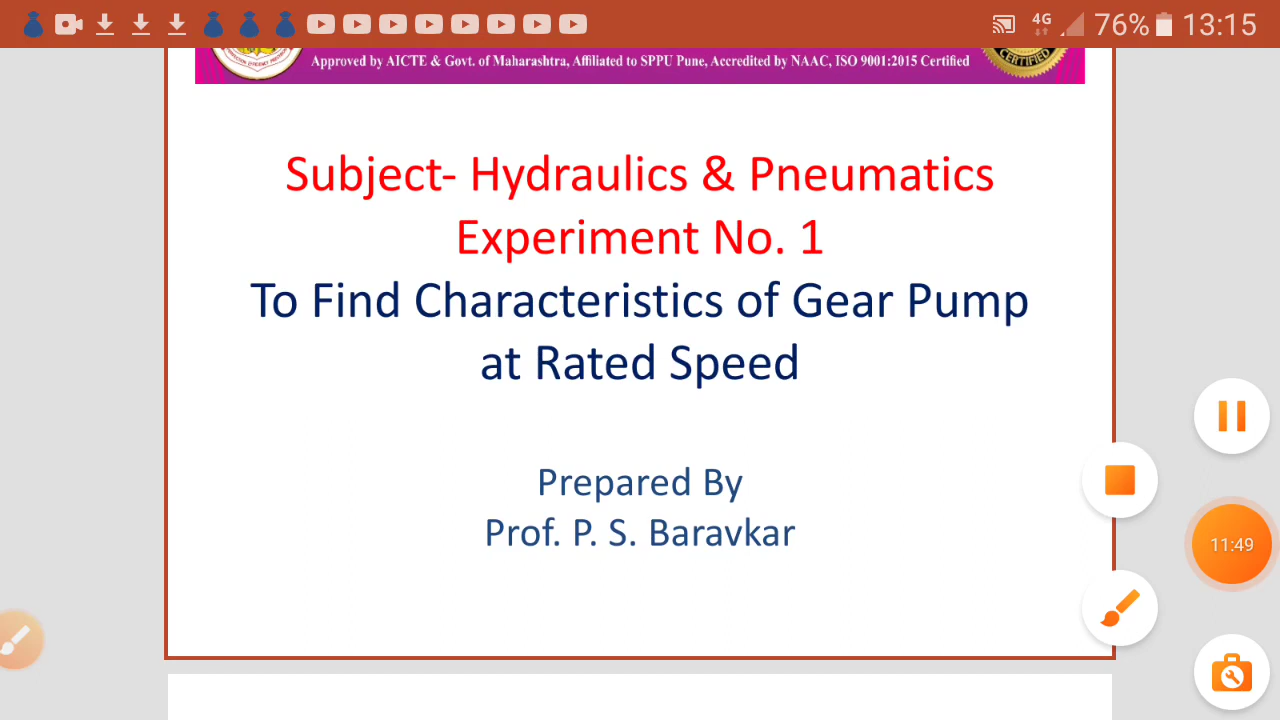 4G 76% 13:15
Approved by AICTE & Govt. of Maharashtra, Affiliated to SPPU Pune, Accredited by NAAC, ISO 9001:2015 Certified
CERTIFIED
Subject- Hydraulics & Pneumatics
Experiment No. 1
To Find Characteristics of Gear Pump
at Rated Speed
Prepared By
Prof. P. S. Baravkar
11:49